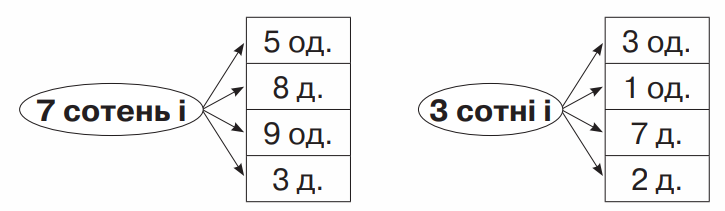 7 сотень і
5 од.
8 д.
9 од.
3 д.
3 сотні і
3 од.
1 од.
7 д.
2 д.